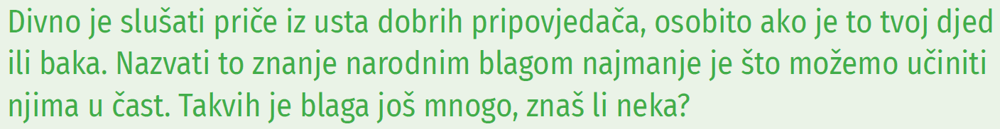 Divno je slušati priče iz usta dobrih pripovjedača, osobito ako je to tvoj djed
ili baka. Nazvati to znanje narodnim blagom najmanje je što možemo učiniti
njima u čast. Takvih je blaga još mnogo, znaš li neka?